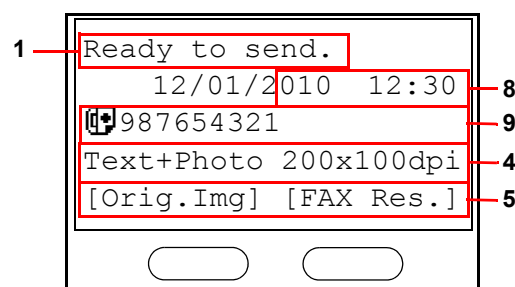 1
Ready to send.
12/01/2010 12:30
8
987654321
9
Text+Photo 200x100dpi
4
[Orig.Img] [FAX Res.]
5